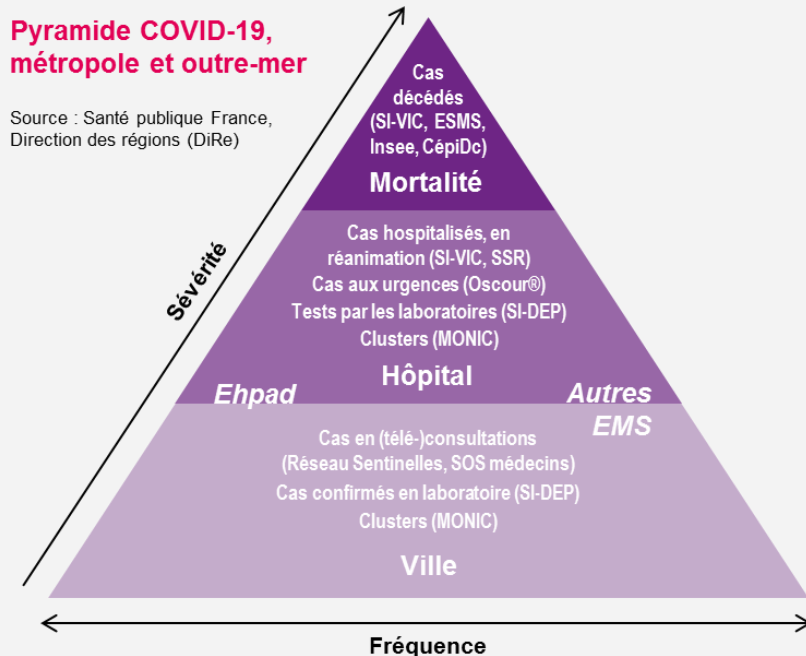 Pyramide COVID-19,
métropole et outre-mer
Source : Santé publique France,
Direction des régions (DiRe)
Cas
décédés
(SI-VIC, ESMS,
Insee, CépiDc)
Mortalité
Sévérité
Cas hospitalisés, en
réanimation (SI-VIC, SSR)
Cas aux urgences (Oscour®)
Tests par les laboratoires (SI-DEP)
Clusters (MONIC)
Hôpital
Ehpad
Autres
EMS
Cas en (télé-)consultations
(Réseau Sentinelles, SOS médecins)
Cas confirmés en laboratoire (SI-DEP)
Clusters (MONIC)
Ville
Fréquence